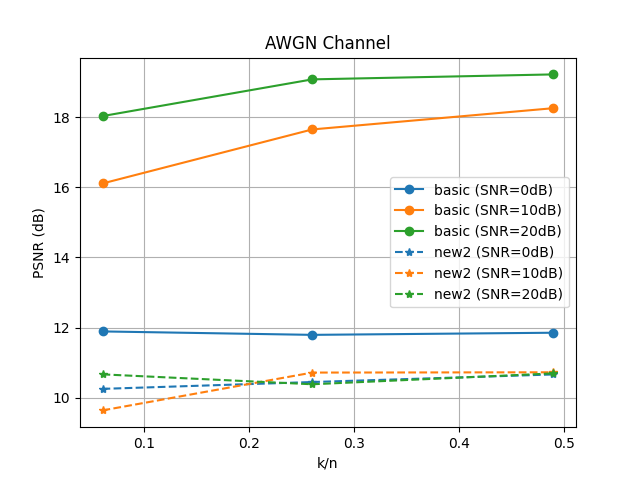 AWGN Channel
PSNR (dB)
18
16
14
12
10
basic (SNR=0dB)
basic (SNR=10dB)
basic (SNR=20dB)
new2 (SNR=0dB)
new2 (SNR=10dB)
new2 (SNR=20dB)
0.1 0.2 0.3 0.4 0.5
k/n